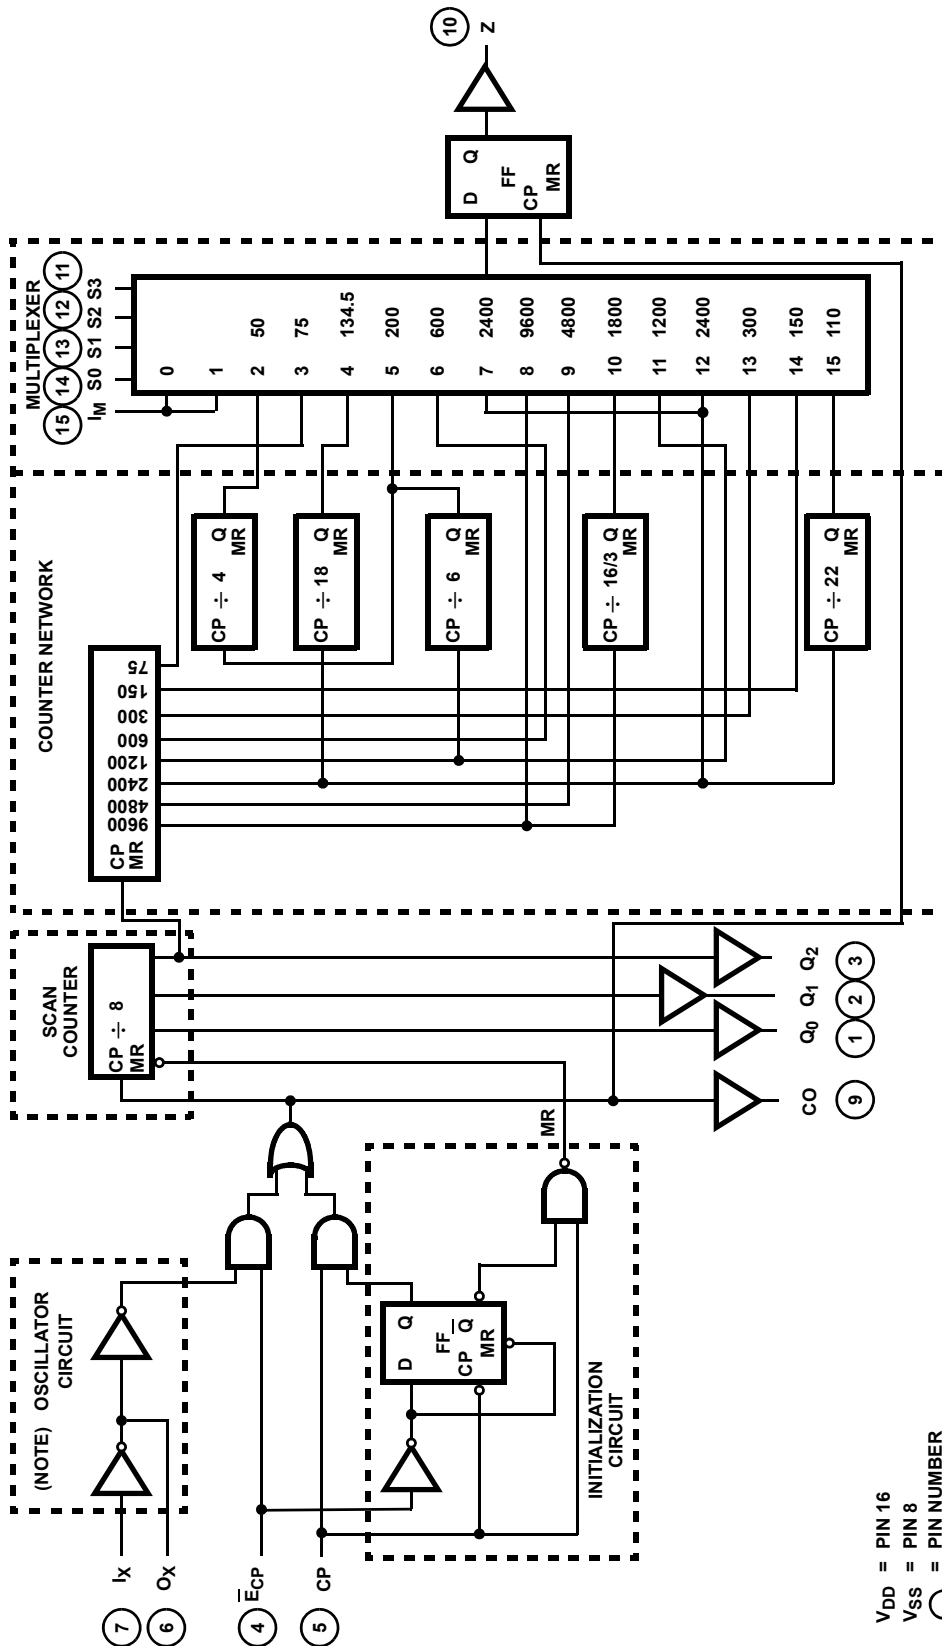 7
IX
6
OX
4
ECP
5
CP
(NOTE) OSCILLATOR
CIRCUIT
INITIALIZATION
CIRCUIT
D Q
FF Q
CP
MR
MR
SCAN
COUNTER
CP ÷ 8
MR
CO
9
Q0
1
Q1
2
Q2
3
COUNTER NETWORK
CP
MR
9600
4800
2400
1200
600
300
150
75
CP ÷ 4 Q
MR
CP ÷ 18 Q
MR
CP ÷ 6 Q
MR
CP ÷ 16/3 Q
MR
CP ÷ 22 Q
MR
MULTIPLEXER
15 14 13 12 11
IM S0 S1 S2 S3
0
1
2 50
3 75
4 134.5
5 200
6 600
7 2400
8 9600
9 4800
10 1800
11 1200
12 2400
13 300
14 150
15 110
D Q
FF
CP
MR
10
Z
VDD = PIN 16
VSS = PIN 8
= PIN NUMBER